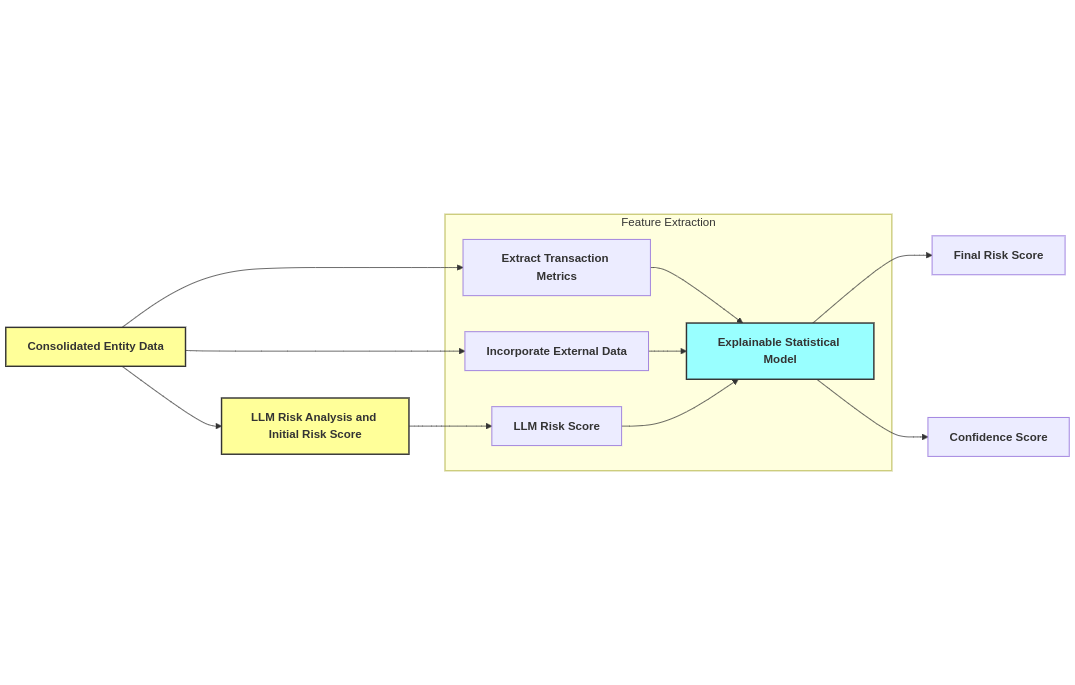 Feature Extraction
Extract Transaction
Metrics
Final Risk Score
Consolidated Entity Data
Incorporate External Data
Explainable Statistical
Model
LLM Risk Analysis and
Initial Risk Score
LLM Risk Score
Confidence Score